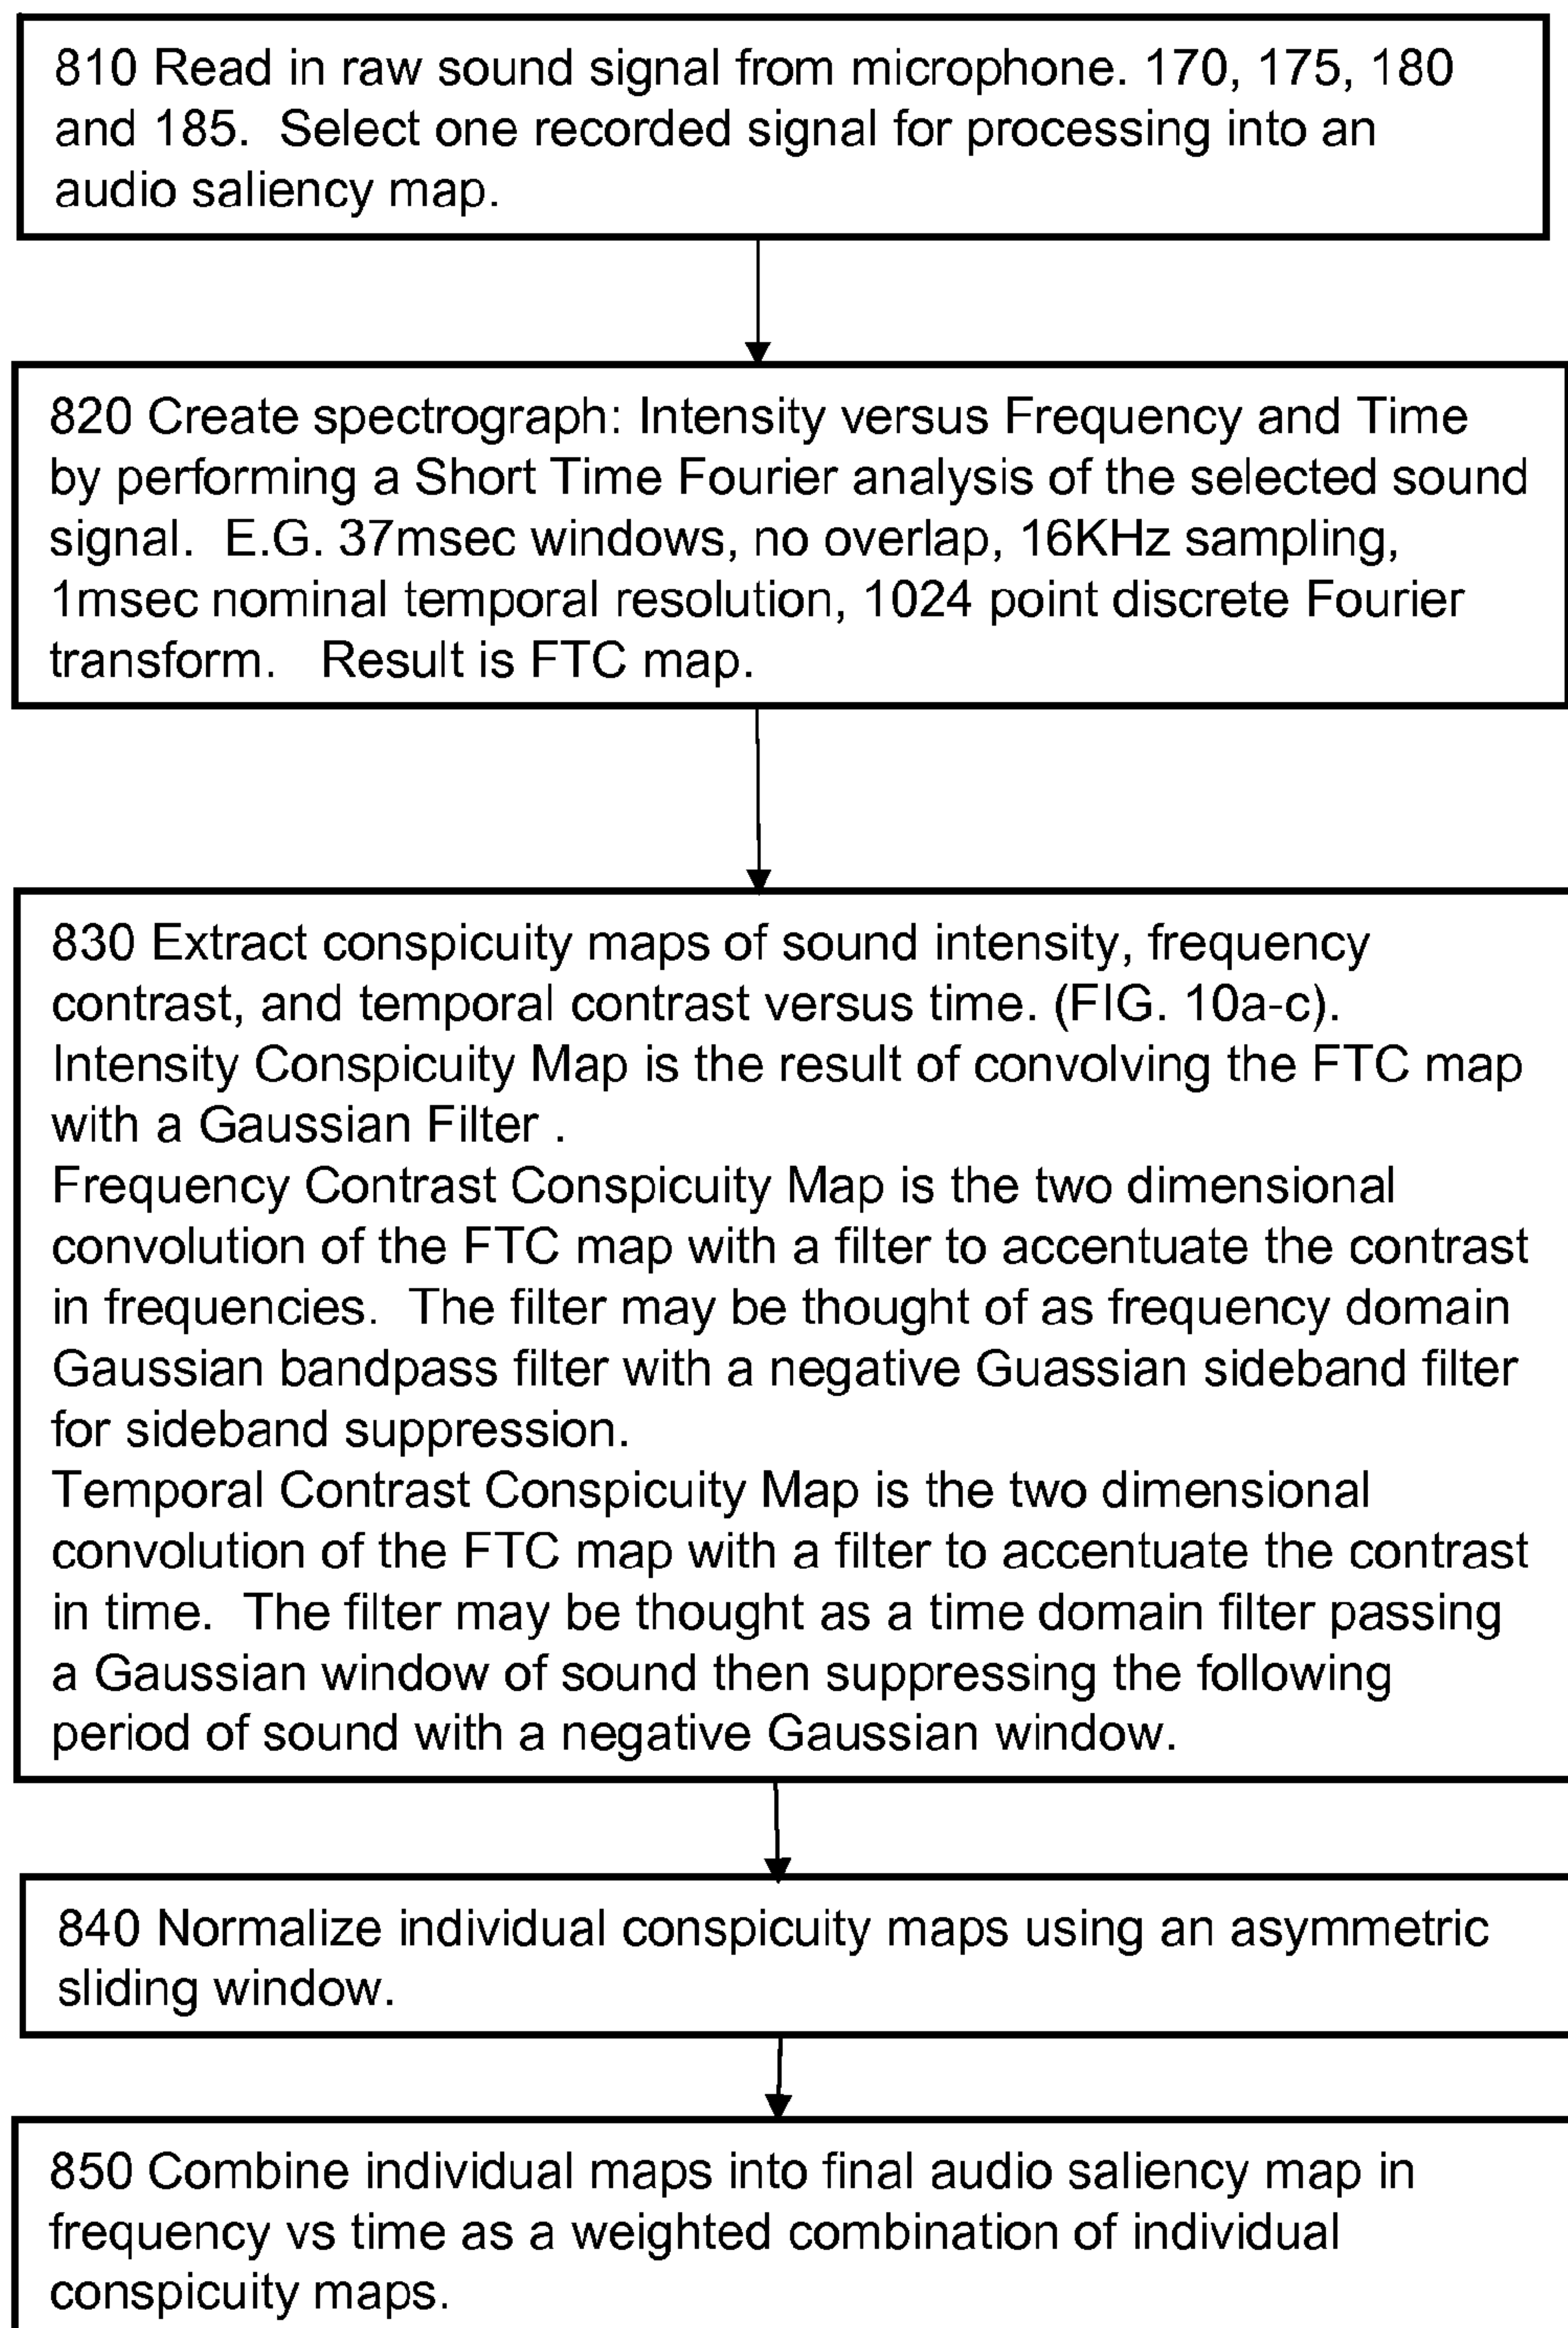 810 Read in raw sound signal from microphone. 170, 175, 180
and 185.  Select one recorded signal for processing into an
audio saliency map.
820 Create spectrograph: Intensity versus Frequency and Time
by performing a Short Time Fourier analysis of the selected sound
signal.  E.G. 37msec windows, no overlap, 16KHz sampling,
1msec nominal temporal resolution, 1024 point discrete Fourier
transform.   Result is FTC map.
830 Extract conspicuity maps of sound intensity, frequency
contrast, and temporal contrast versus time. (FIG. 10a-c).
Intensity Conspicuity Map is the result of convolving the FTC map
with a Gaussian Filter .
Frequency Contrast Conspicuity Map is the two dimensional
convolution of the FTC map with a filter to accentuate the contrast
in frequencies.  The filter may be thought of as frequency domain
Gaussian bandpass filter with a negative Guassian sideband filter
for sideband suppression.
Temporal Contrast Conspicuity Map is the two dimensional
convolution of the FTC map with a filter to accentuate the contrast
in time.  The filter may be thought as a time domain filter passing
a Gaussian window of sound then suppressing the following
period of sound with a negative Gaussian window.
840 Normalize individual conspicuity maps using an asymmetric
sliding window.
850 Combine individual maps into final audio saliency map in
frequency vs time as a weighted combination of individual
conspicuity maps.